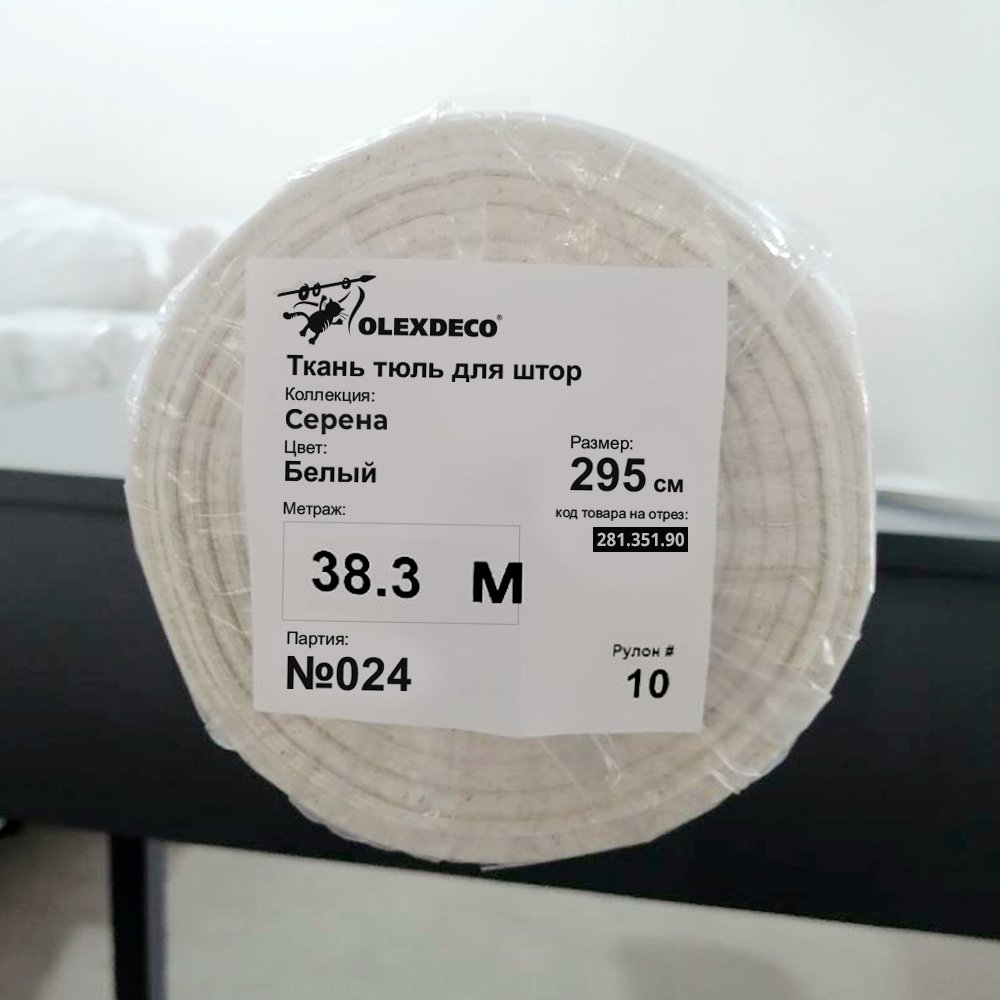 OLEXDECO®
Ткань тюль для штор
Коллекция:
Серена
Цвет:
Белый
Размер:
295 см
код товара на отрез:
281.351.90
Метраж:
38.3 М
Партия:
№024
Рулон #
10